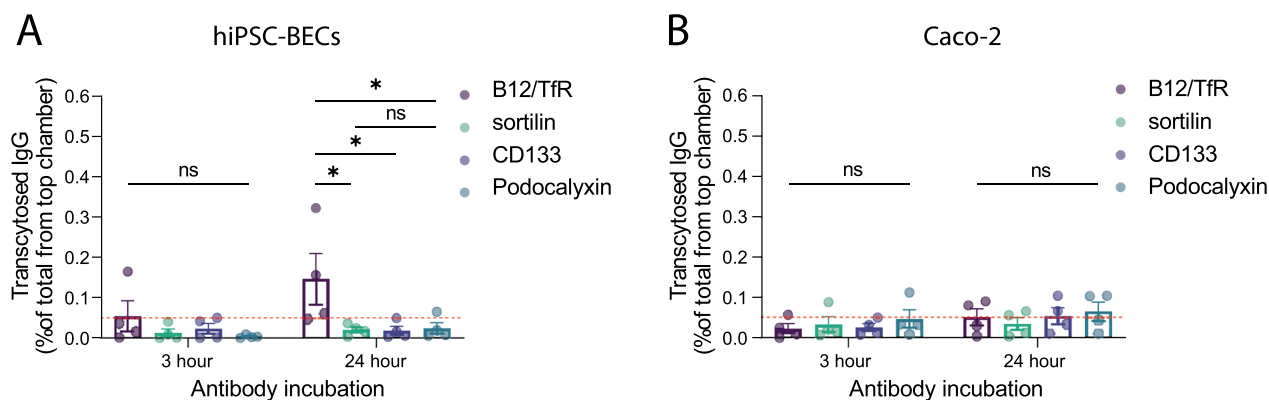 A
hiPSC-BECs
Transcytosed IgG
(%of total from top chamber)
0.6
0.5
0.4
0.3
0.2
0.1
0.0
ns
*
ns
*
*
3 hour
24 hour
Antibody incubation
B12/TfR
sortilin
CD133
Podocalyxin
B
Caco-2
Transcytosed IgG
(%of total from top chamber)
0.6
0.5
0.4
0.3
0.2
0.1
0.0
ns
ns
3 hour
24 hour
Antibody incubation
B12/TfR
sortilin
CD133
Podocalyxin